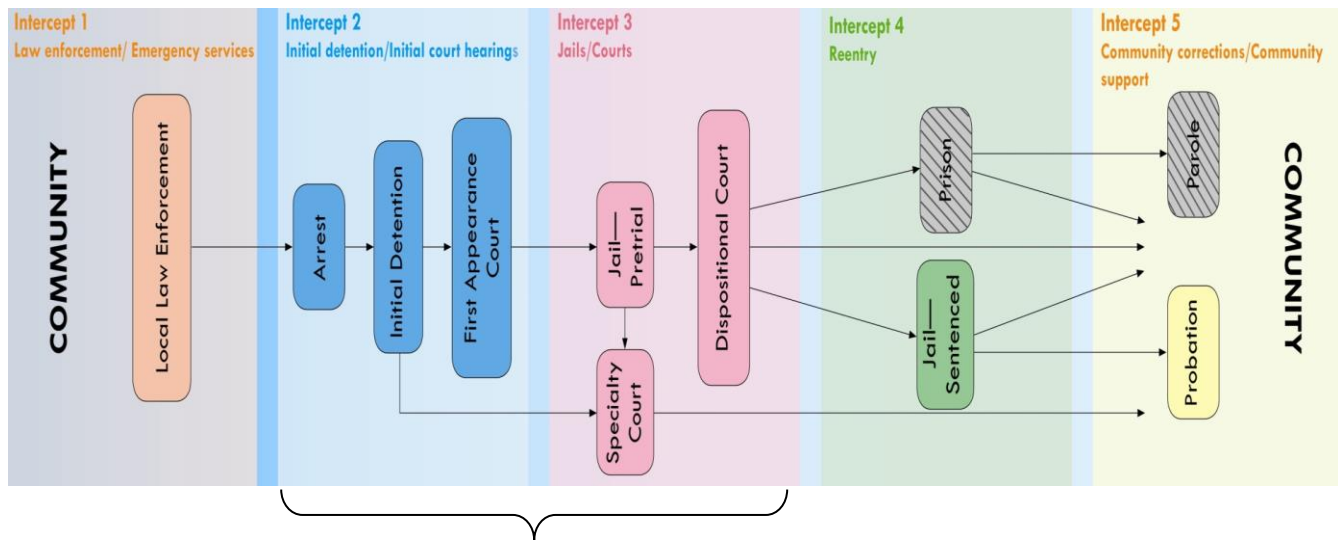 Intercept 1
Law enforcement/ Emergency services
COMMUNITY
Local Law Enforcement
Intercept 2
Initial detention/Initial court hearings
Arrest
Initial Detention
First Appearance
Court
Intercept 3
Jails/Courts
Jail—
Pretrial
Specialty
Court
Dispositional Court
Intercept 4
Reentry
Prison
Jail—
Sentenced
Intercept 5
Community corrections/Community
support
Parole
Probation
COMMUNITY